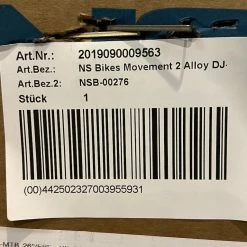 Art.Nr.: 2019090009563
Art.Bez.: NS Bikes Movement 2 Alloy DJ-
Art.Bez.2: NSB-00276
Stück 1
(00)442502327003955931